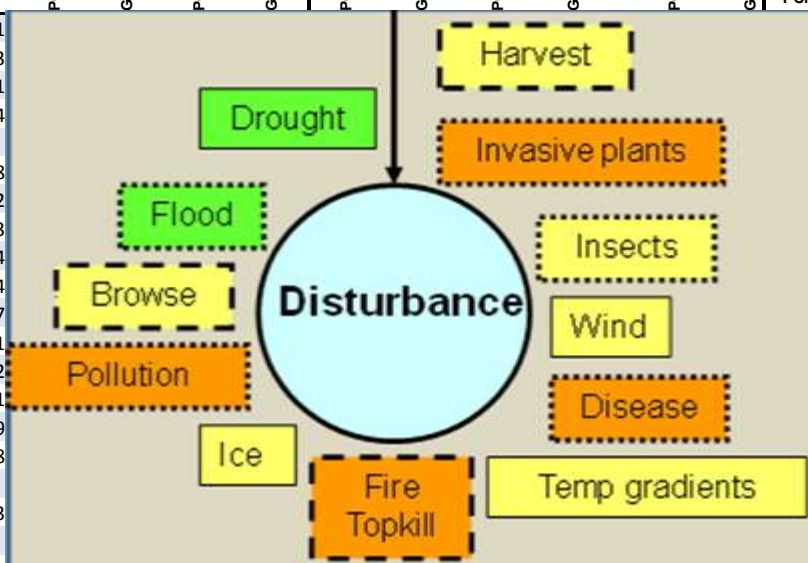 Harvest
Drought
Invasive plants
Flood
Insects
Browse
Disturbance
Wind
Pollution
Disease
Ice
Fire
Topkill
Temp gradients